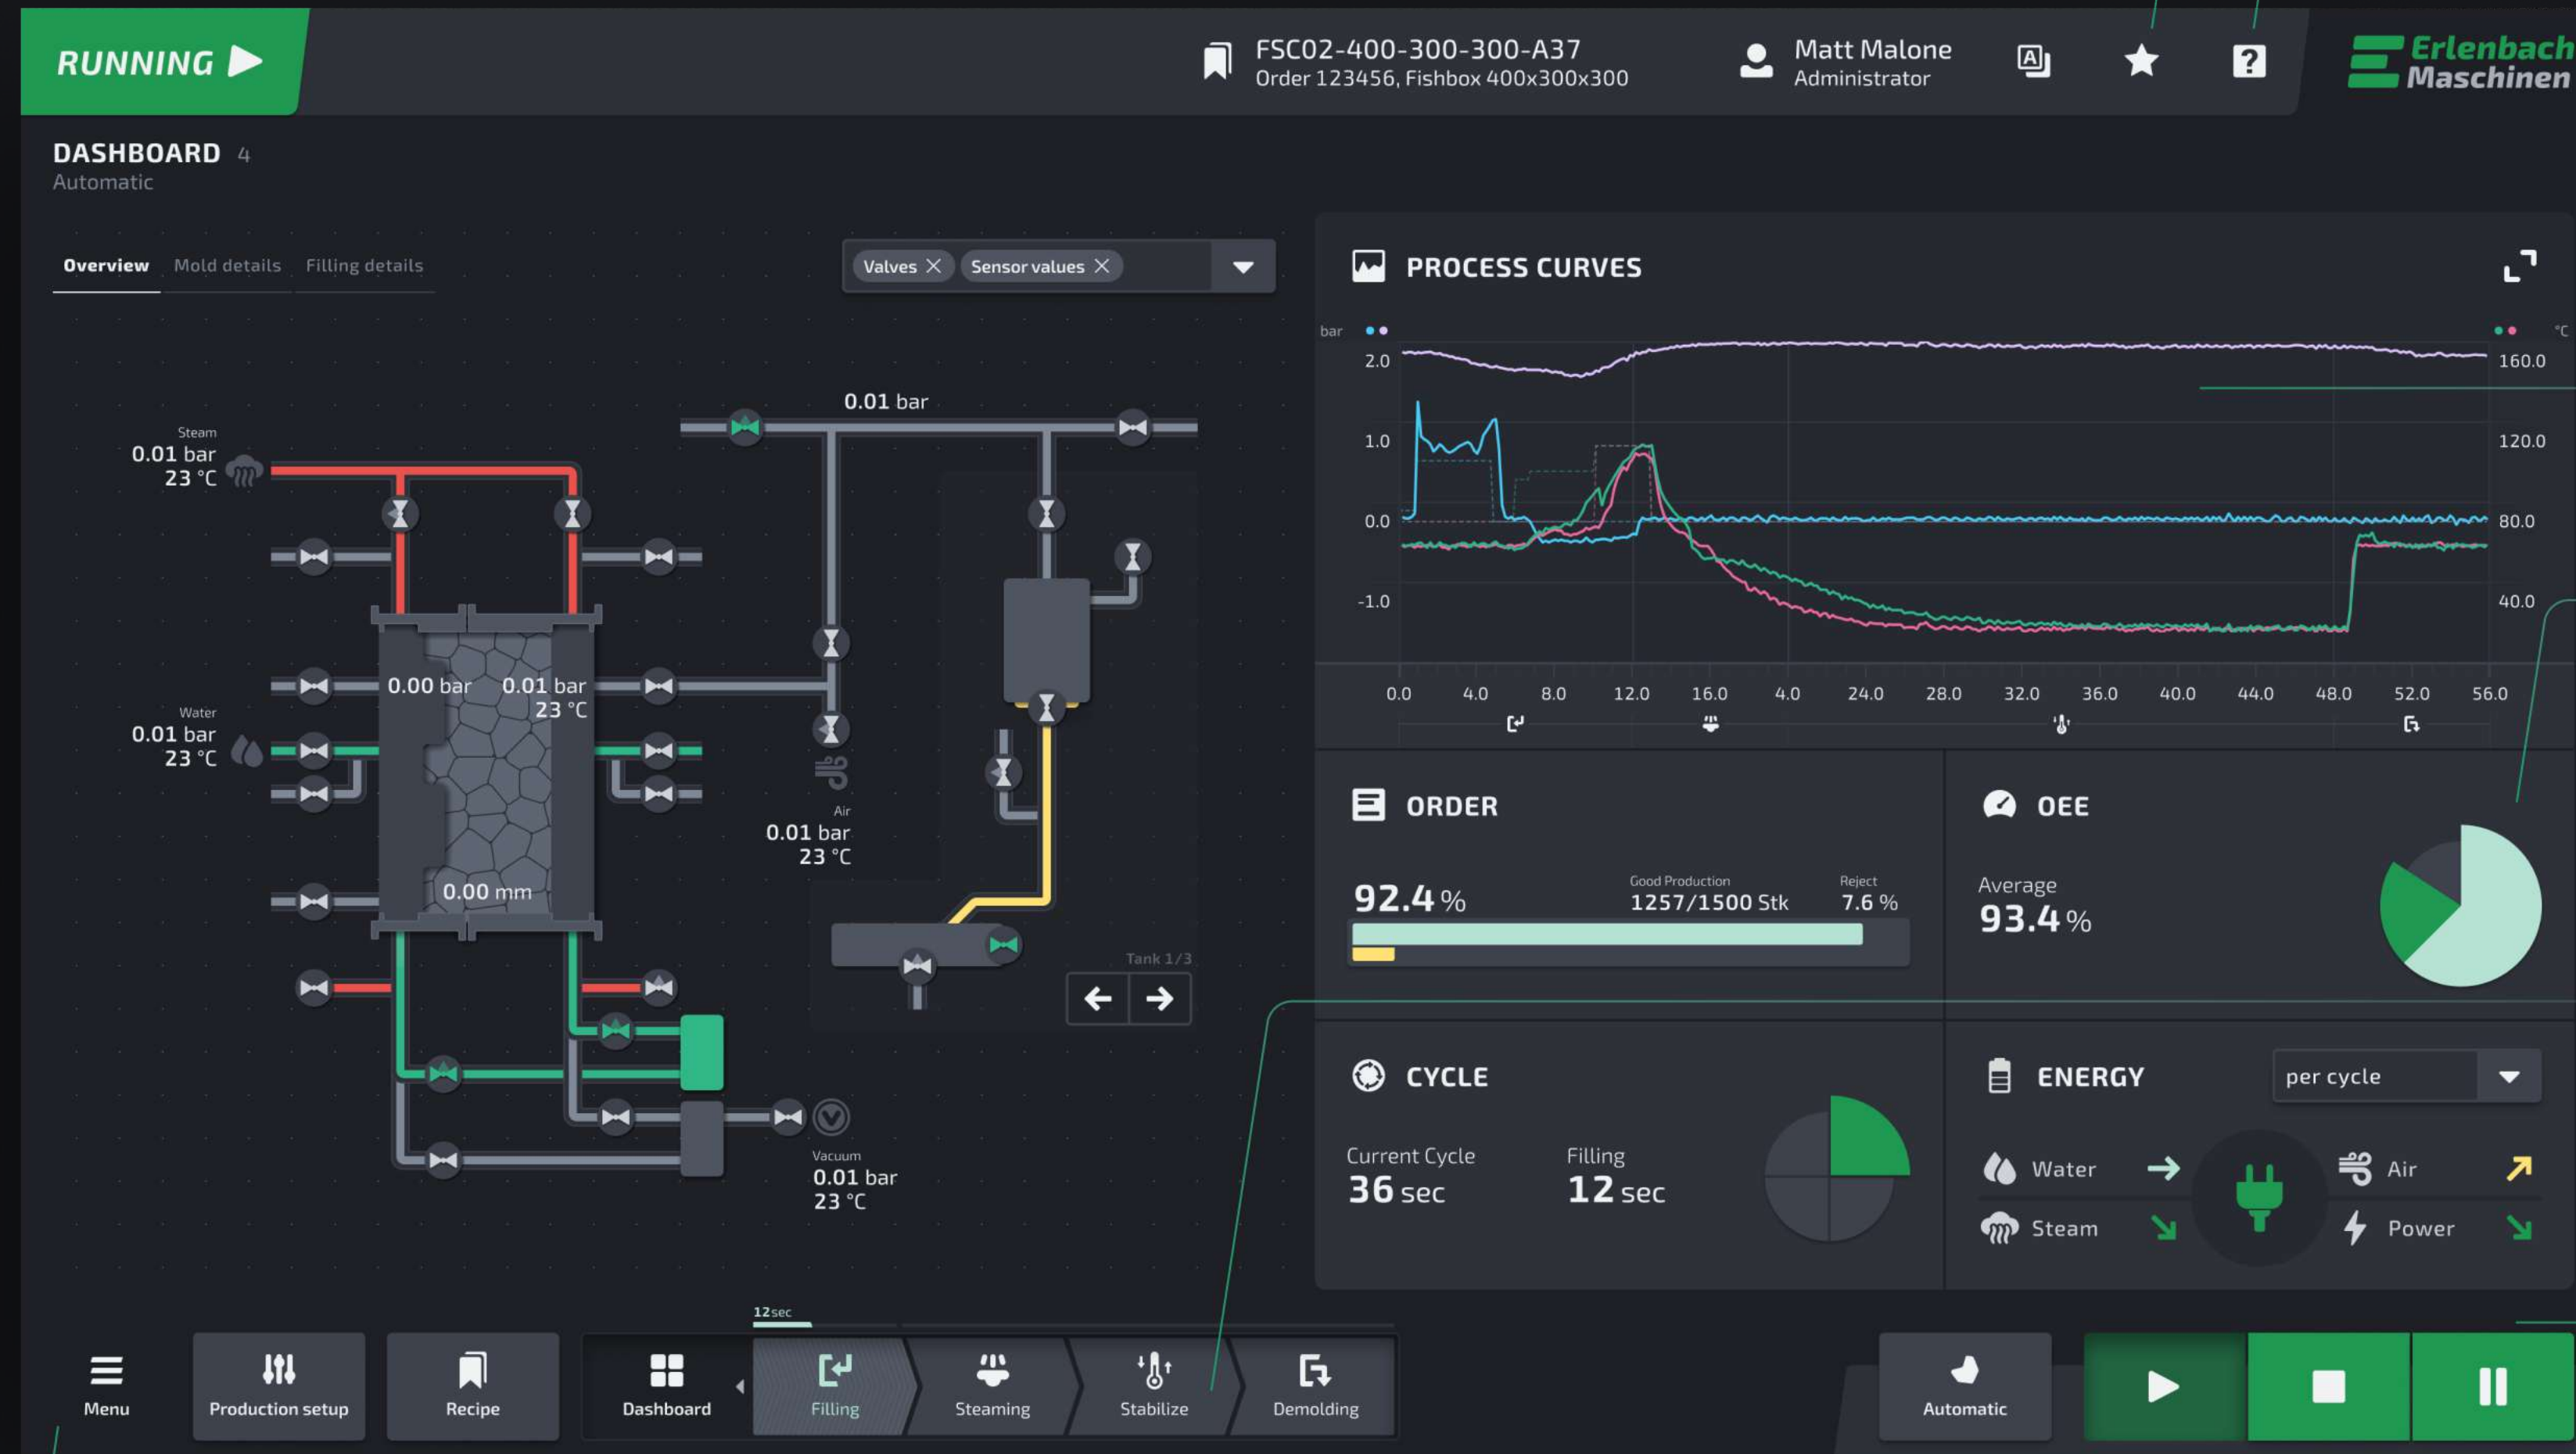 RUNNING
FSC02-400-300-300-A37
Order 123456, Fishbox 400x300x300
Matt Malone
Administrator
A
?
Erlenbach
Maschinen
DASHBOARD 4
Automatic
Overview Mold details Filling details
Valves Sensor values
0.01 bar
Steam
0.01 bar
23 °C
0.00 bar
0.01 bar
23 °C
Water
0.01 bar
23 °C
Air
0.01 bar
23 °C
0.00 mm
Tank 1/3
Vacuum
0.01 bar
23 °C
PROCESS CURVES
bar
°C
2.0
160.0
1.0
120.0
0.0
80.0
-1.0
40.0
0.0 4.0 8.0 12.0 16.0 4.0 24.0 28.0 32.0 36.0 40.0 44.0 48.0 52.0 56.0
ORDER
92.4 %
Good Production
1257/1500 Stk
Reject
7.6 %
OEE
Average
93.4 %
CYCLE
Current Cycle
36 sec
Filling
12 sec
ENERGY
per cycle
Water
Air
Steam
Power
12 sec
Menu
Production setup
Recipe
Dashboard
Filling
Steaming
Stabilize
Demolding
Automatic